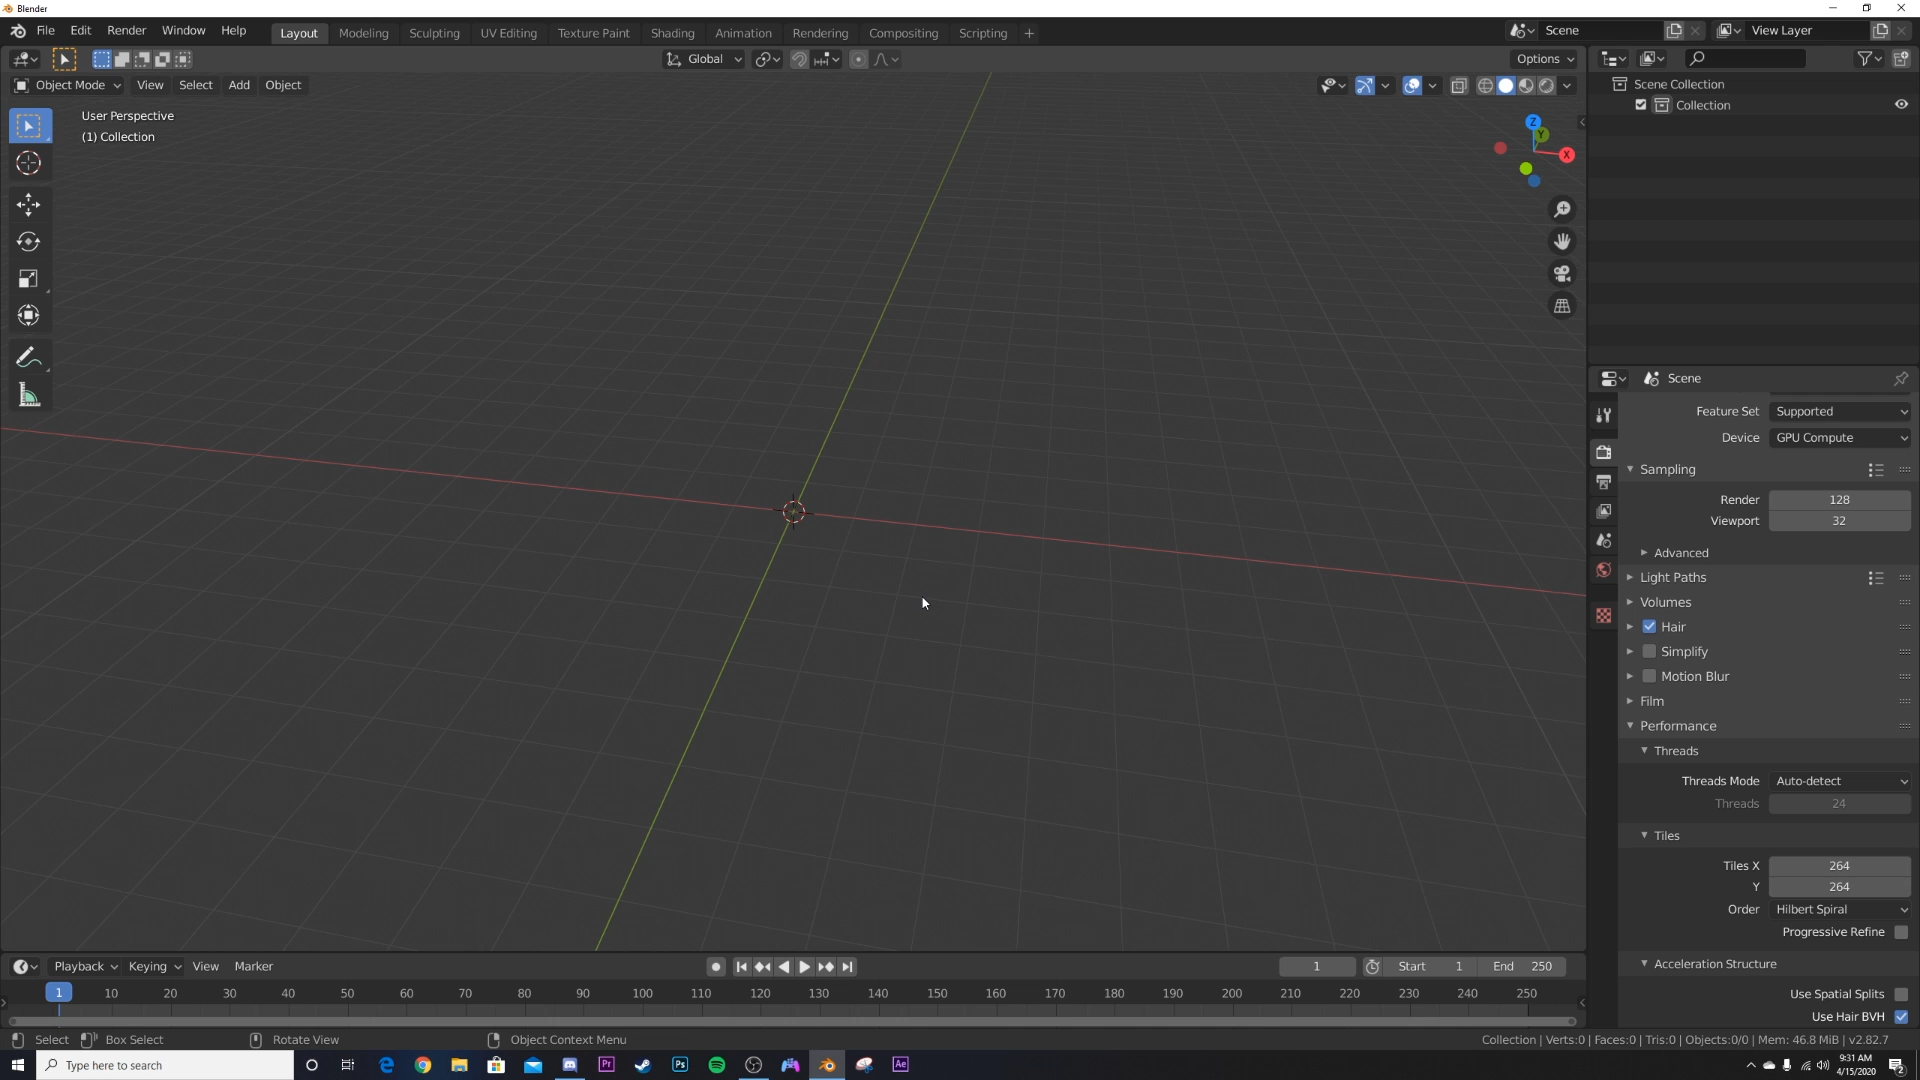 Blender
File Edit Render Window Help Layout Modeling Sculpting UV Editing Texture Paint Shading Animation Rendering Compositing Scripting + Scene View Layer
Global Options
Object Mode View Select Add Object
User Perspective
(1) Collection
Z
Y
X
Scene Collection
Collection
Scene
Feature Set Supported
Device GPU Compute
Sampling
Render 128
Viewport 32
Advanced
Light Paths
Volumes
Hair
Simplify
Motion Blur
Film
Performance
Threads
Threads Mode Auto-detect
Threads 24
Tiles
Tiles X 264
Y 264
Order Hilbert Spiral
Progressive Refine
Acceleration Structure
Use Spatial Splits
Use Hair BVH
Playback Keying View Marker 1 Start 1 End 250
1 10 20 30 40 50 60 70 80 90 100 110 120 130 140 150 160 170 180 190 200 210 220 230 240 250
Select Box Select Rotate View Object Context Menu Collection | Verts:0 | Faces:0 | Tris:0 | Objects:0/0 | Mem: 46.8 MiB | v2.82.7
Type here to search Pr Ps Ae
9:31 AM
4/15/2020
2